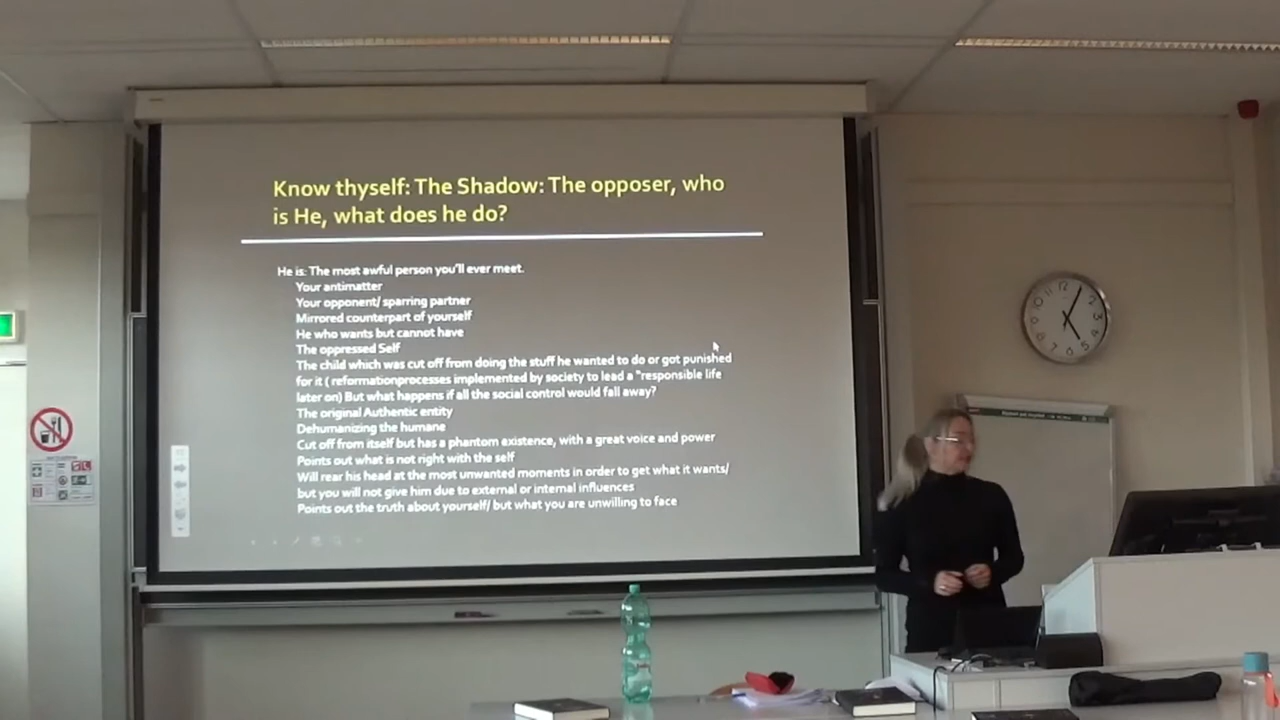 Know thyself: The Shadow: The opposer, who
is He, what does he do?
He is: The most awful person you'll ever meet.
Your antimatter
Your opponent/ sparring partner
Mirrored counterpart of yourself
He who wants but cannot have
The oppressed Self
The child which was cut off from doing the stuff he wanted to do or got punished
for it ( reformationprocesses implemented by society to lead a "responsible life
later on) But what happens if all the social control would fall away?
The original Authentic entity
Dehumanizing the humane
Cut off from itself but has a phantom existence, with a great voice and power
Points out what is not right with the self
Will rear his head at the most unwanted moments in order to get what it wants/
but you will not give him due to external or internal influences
Points out the truth about yourself/ but what you are unwilling to face